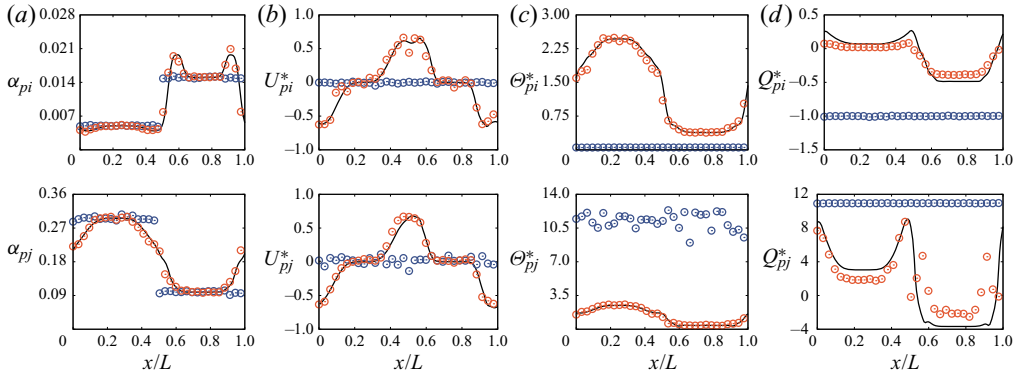 (a) (b) (c) (d)
0.028 1.0 3.00 0.5
0.021 0.5 2.25 0
α_pi 0.014 U*_pi 0 Θ*_pi 1.50 Q*_pi −0.5
0.007 −0.5 0.75 −1.0
0 0.2 0.4 0.6 0.8 1.0 −1.0 0 0.2 0.4 0.6 0.8 1.0 0 0.2 0.4 0.6 0.8 1.0 −1.5 0 0.2 0.4 0.6 0.8 1.0
0.36 1.0 14.0 12
0.27 0.5 10.5 8
α_pj 0.18 U*_pj 0 Θ*_pj 7.0 Q*_pj 4
0.09 −0.5 3.5 0
0 0.2 0.4 0.6 0.8 1.0 −1.0 0 0.2 0.4 0.6 0.8 1.0 0 0.2 0.4 0.6 0.8 1.0 −4 0 0.2 0.4 0.6 0.8 1.0
x/L x/L x/L x/L